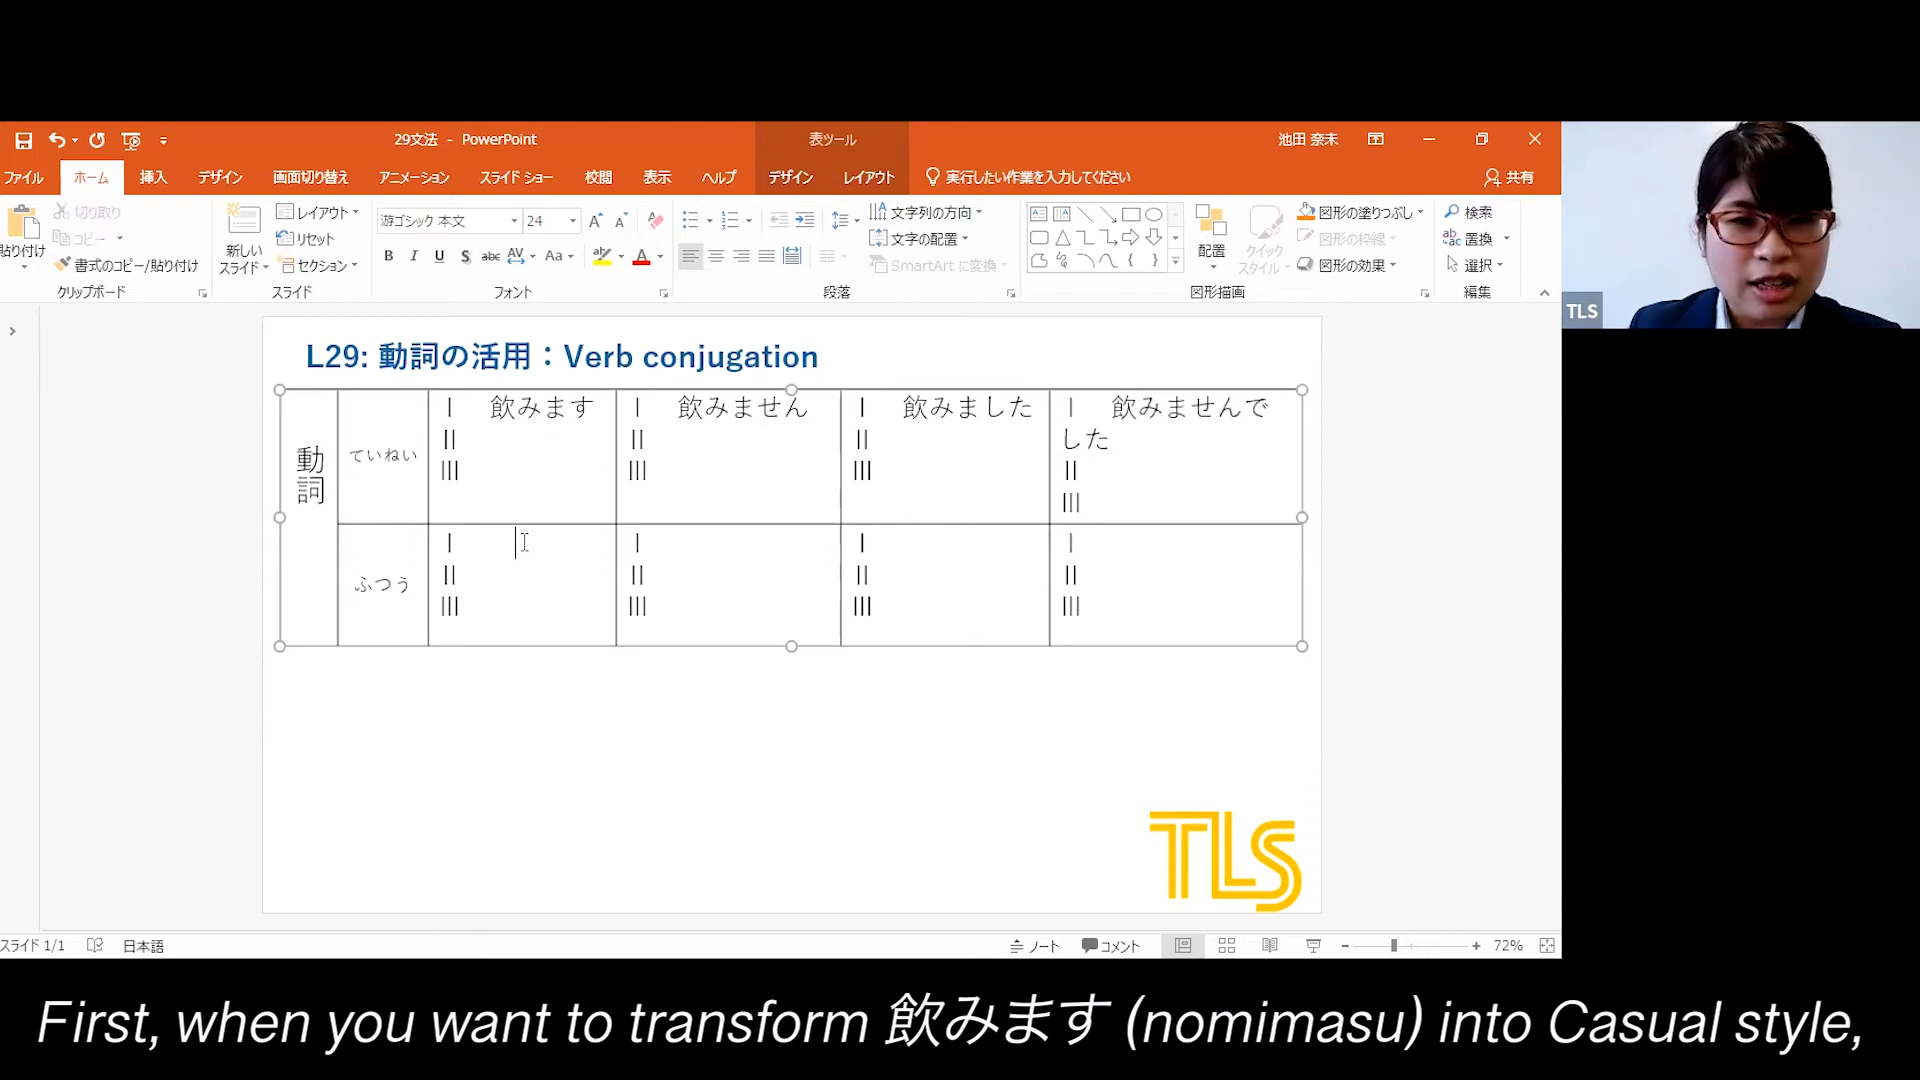 29文法 - PowerPoint
表ツール
池田 奈未
ファイル
ホーム
挿入
デザイン
画面切り替え
アニメーション
スライド ショー
校閲
表示
ヘルプ
デザイン
レイアウト
実行したい作業を入力してください
共有
貼り付け
切り取り
コピー
書式のコピー/貼り付け
クリップボード
新しい
スライド
レイアウト
リセット
セクション
スライド
游ゴシック 本文
24
B I U S abc AV Aa
A
フォント
文字列の方向
文字の配置
SmartArt に変換
段落
配置
クイック
スタイル
図形の塗りつぶし
図形の枠線
図形の効果
図形描画
検索
置換
選択
編集
TLS
L29: 動詞の活用：Verb conjugation
動詞
ていねい
I 飲みます
II
III
I 飲みません
II
III
I 飲みました
II
III
I 飲みませんで
した
II
III
ふつう
I
II
III
I
II
III
I
II
III
I
II
III
TLS
スライド 1/1
日本語
ノート
コメント
72%
First, when you want to transform 飲みます (nomimasu) into Casual style,